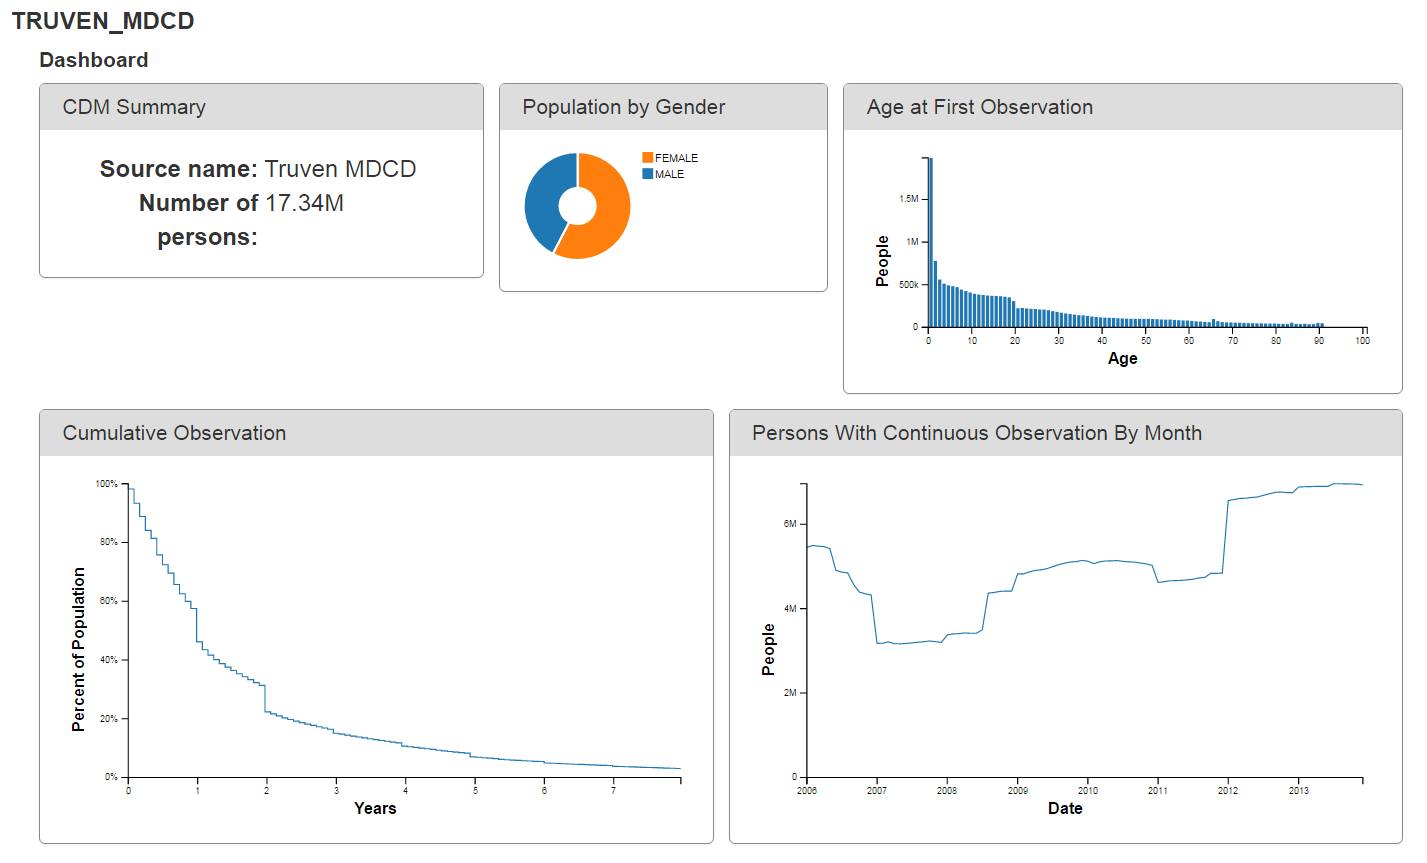 TRUVEN_MDCD
Dashboard
CDM Summary
Source name: Truven MDCD
Number of 17.34M
persons:
Population by Gender
FEMALE
MALE
Age at First Observation
People
1.5M
1M
500k
0
0 10 20 30 40 50 60 70 80 90 100
Age
Cumulative Observation
Percent of Population
100%
80%
60%
40%
20%
0%
0 1 2 3 4 5 6 7
Years
Persons With Continuous Observation By Month
People
6M
4M
2M
0
2006 2007 2008 2009 2010 2011 2012 2013
Date